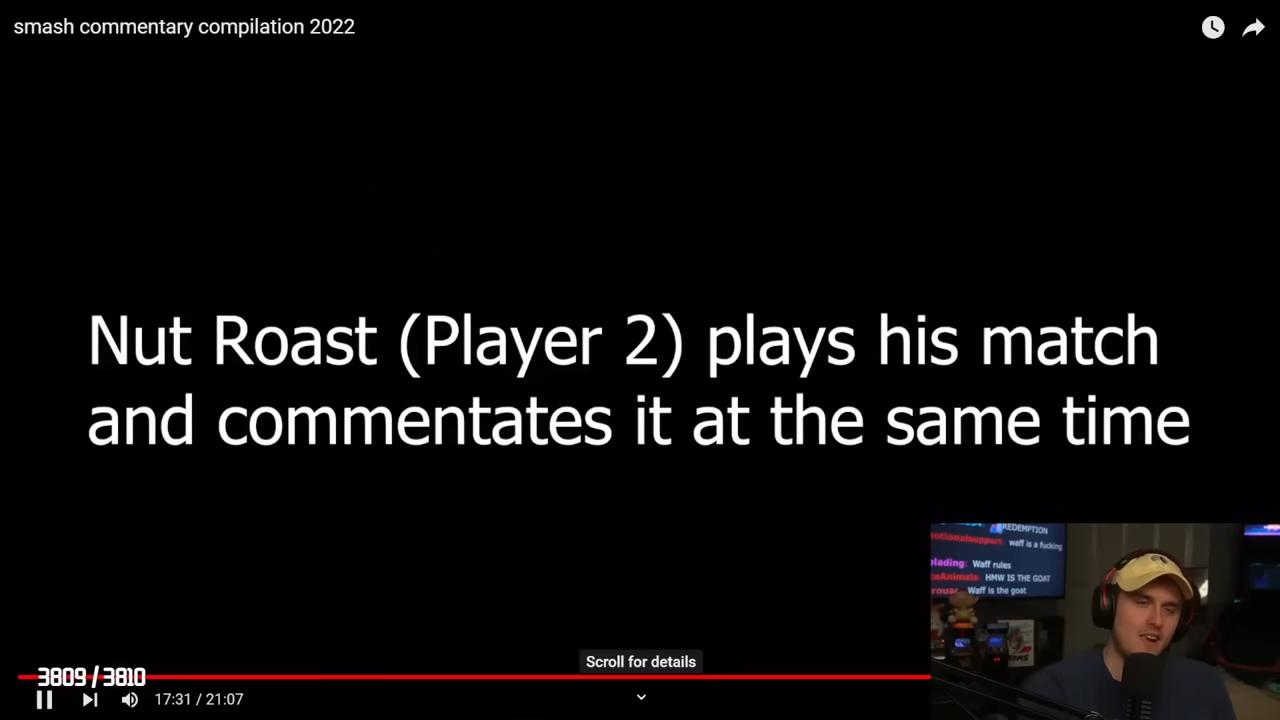 smash commentary compilation 2022
Nut Roast (Player 2) plays his match
and commentates it at the same time
REDEMPTION
waff is a fucking
Waff rules
HMW IS THE GOAT
Waff is the goat
Scroll for details
3809 / 3810
17:31 / 21:07